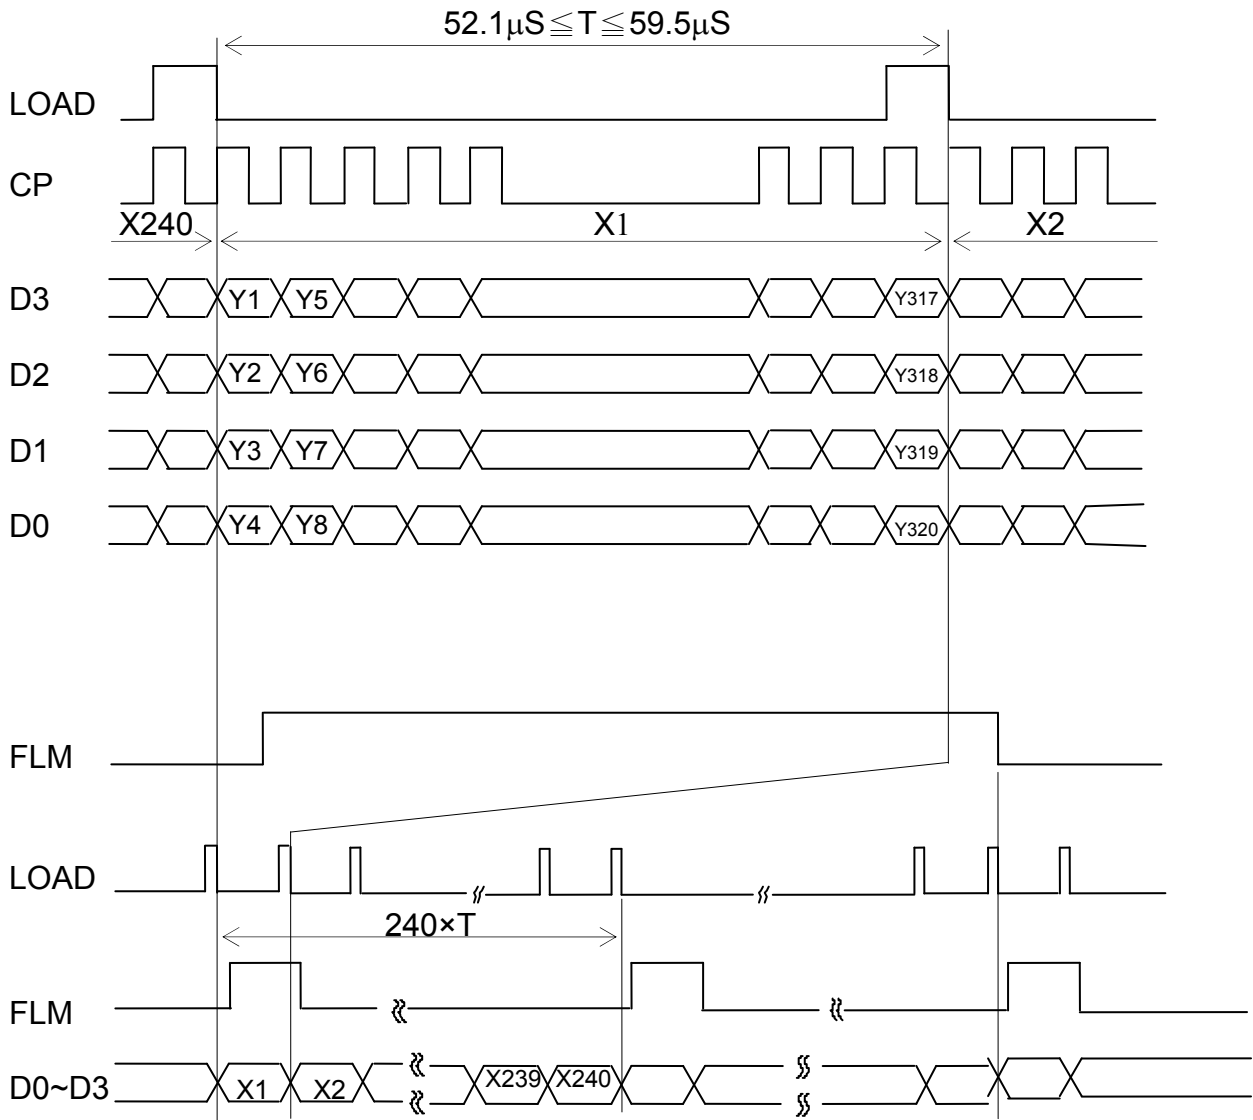 52.1μS≦T≦59.5μS
LOAD
CP
X240 X1 X2
D3 Y1 Y5 Y317
D2 Y2 Y6 Y318
D1 Y3 Y7 Y319
D0 Y4 Y8 Y320
FLM
LOAD
240×T
FLM
D0~D3 X1 X2 X239 X240